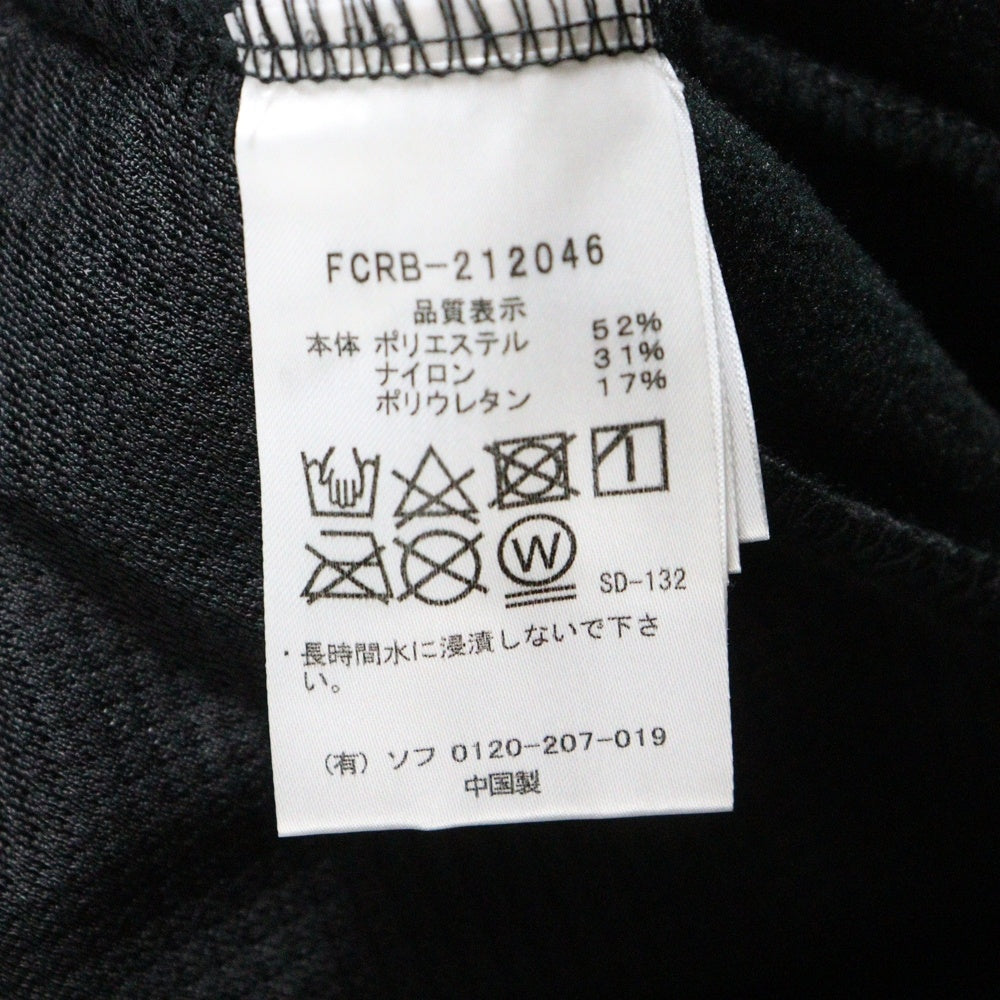 FCRB-212046
品質表示
本体 ポリエステル 52%
ナイロン 31%
ポリウレタン 17%
W
SD-132
・長時間水に浸漬しないで下さ
い。
(有) ソフ 0120-207-019
中国製